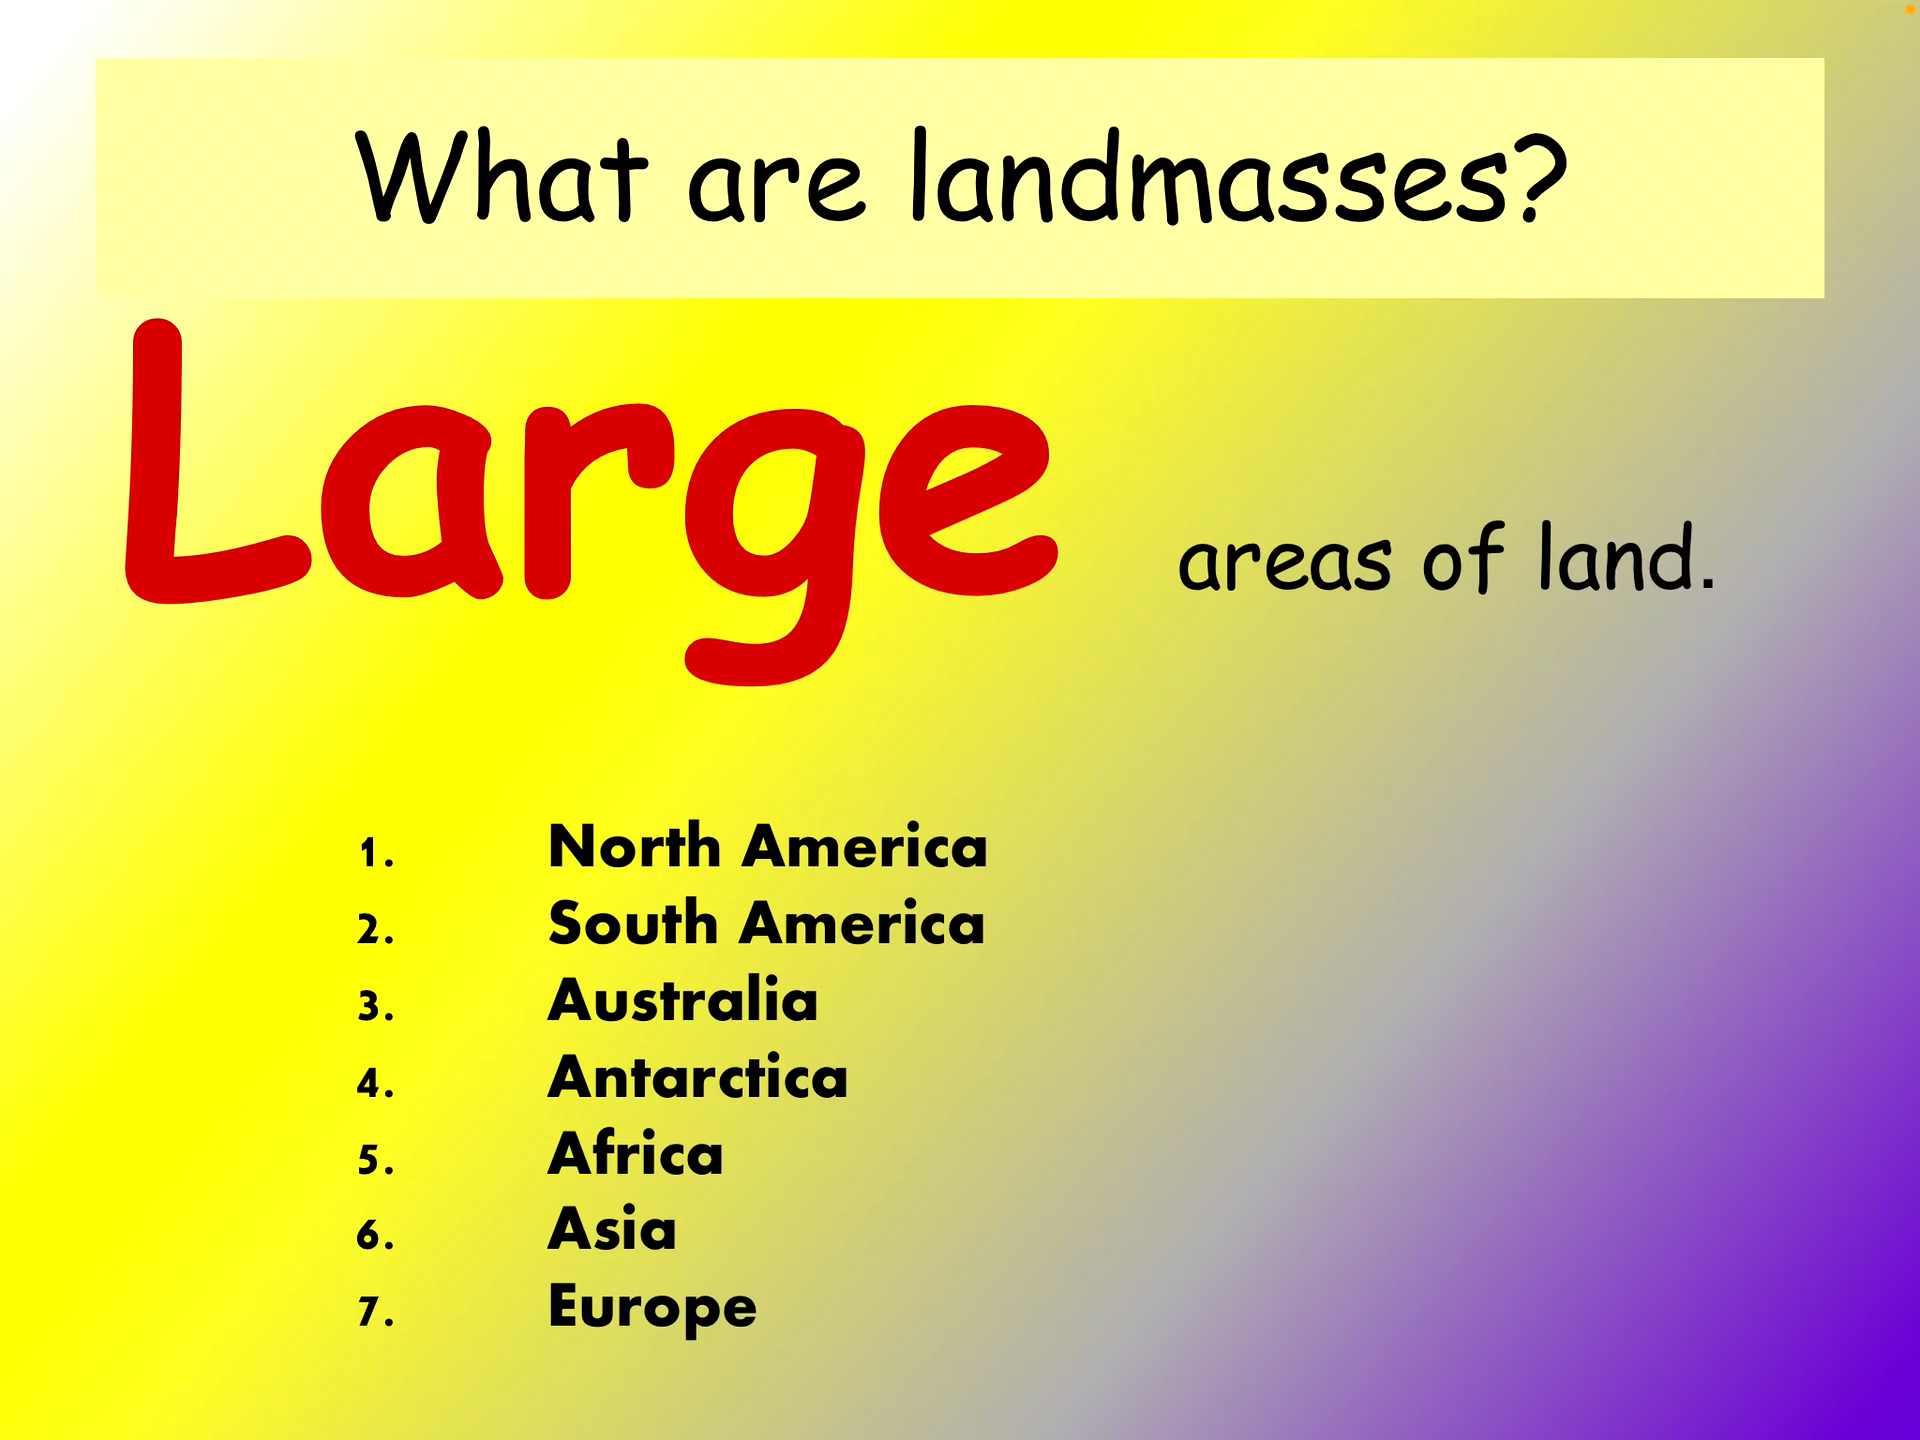 What are landmasses?
Large areas of land.
1. North America
2. South America
3. Australia
4. Antarctica
5. Africa
6. Asia
7. Europe